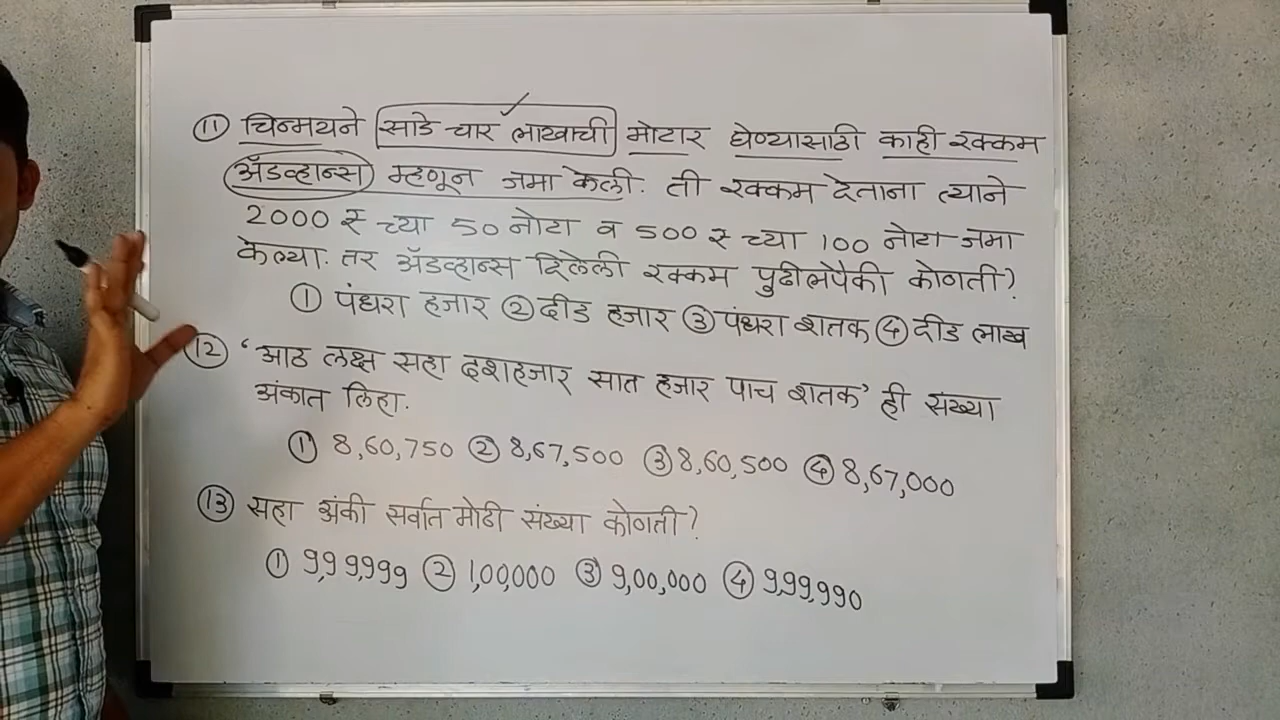 ११ चिन्मयने साडे चार लाखाची मोटार घेण्यासाठी काही रक्कम
ॲडव्हान्स म्हणून जमा केली. ती रक्कम देताना त्याने
2000 ₹ च्या 50 नोटा व 500 ₹ च्या 100 नोटा जमा
केल्या. तर ॲडव्हान्स दिलेली रक्कम पुढीलपैकी कोणती?
① पंधरा हजार ② दीड हजार ③ पंधरा शतक ④ दीड लाख
⑫ 'आठ लक्ष सहा दशहजार सात हजार पाच शतक' ही संख्या
अंकात लिहा.
① 8,60,750 ② 8,67,500 ③ 8,60,500 ④ 8,67,000
⑬ सहा अंकी सर्वात मोठी संख्या कोणती?
① 9,99,999 ② 1,00,000 ③ 9,00,000 ④ 9,99,990